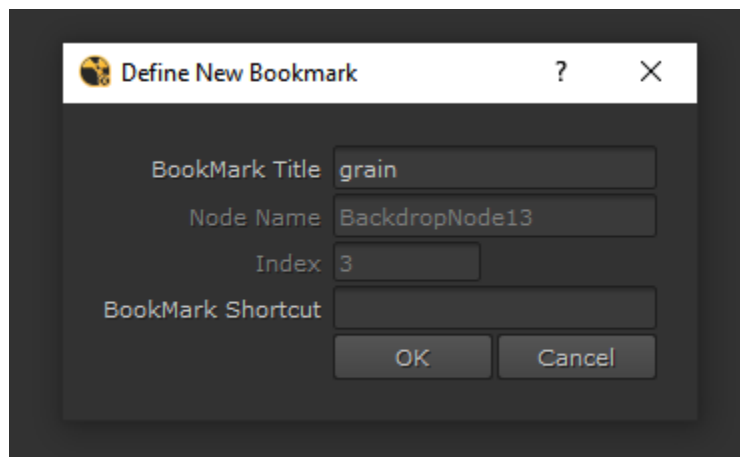 Define New Bookmark ?
BookMark Title grain
Node Name BackdropNode13
Index 3
BookMark Shortcut
OK Cancel